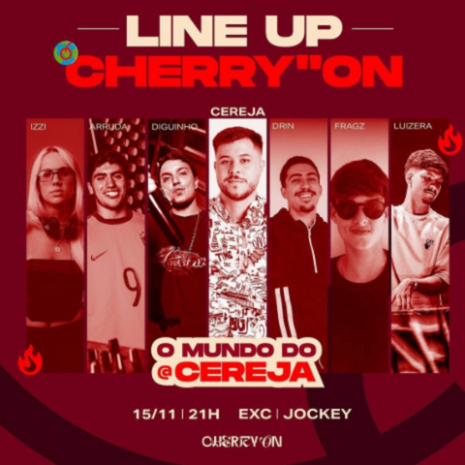 LINE UP
CHERRY"ON
CEREJA
IZZI ARRUDA DIGUINHO DRIN FRAGZ LUIZERA
9
O MUNDO DO
@CEREJA
15/11 | 21H EXC | JOCKEY
CHERRY'ON